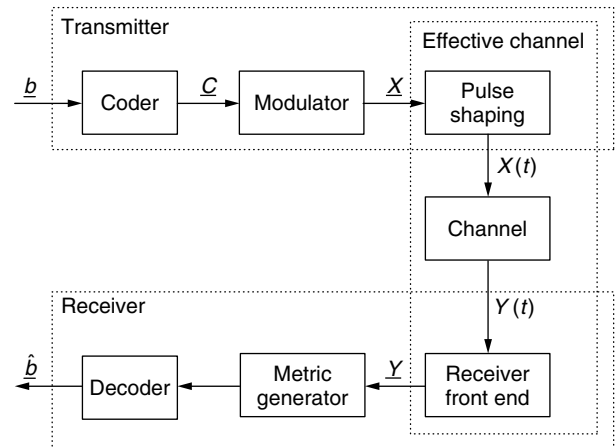 Transmitter
Effective channel
b
Coder
C
Modulator
X
Pulse
shaping
X(t)
Channel
Y(t)
Receiver
b̂
Decoder
Metric
generator
Y
Receiver
front end